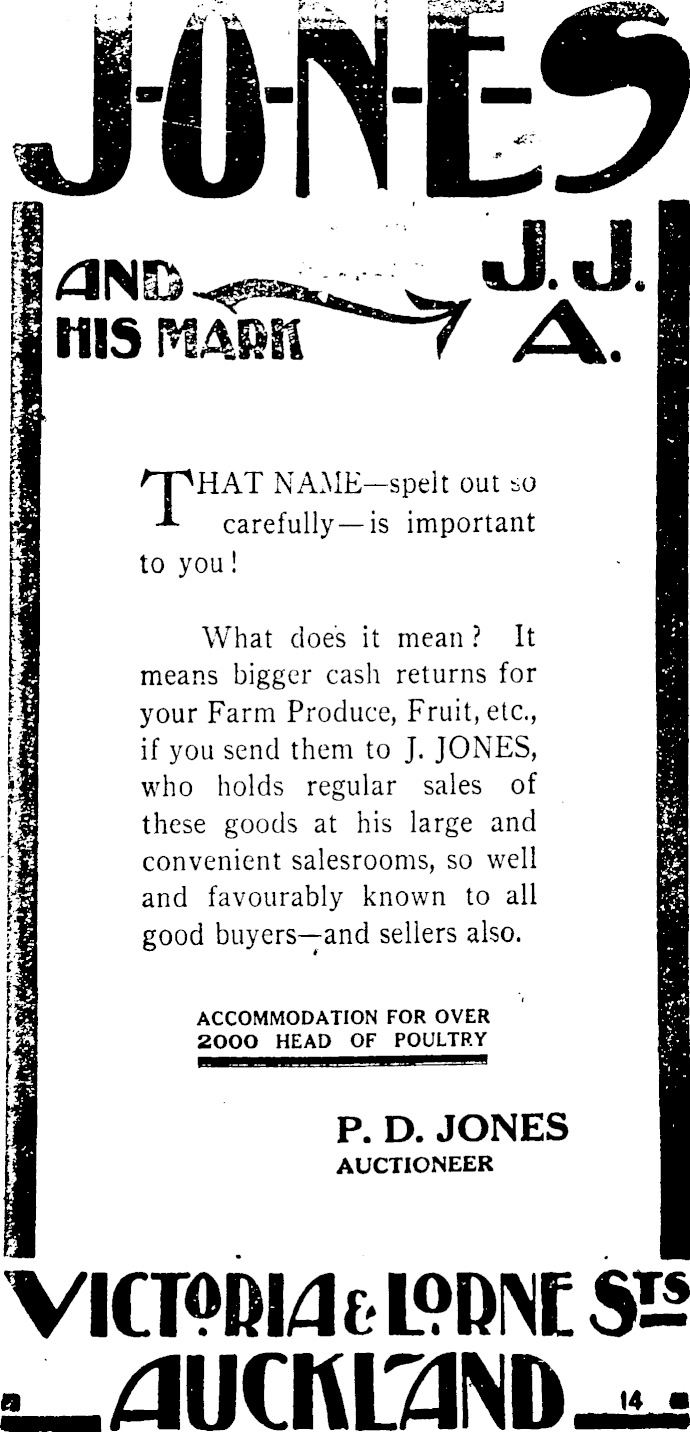 J-O-N-E-S
AND
HIS MARK
J. J.
A.
THAT NAME—spelt out so
carefully—is important
to you!
What does it mean? It
means bigger cash returns for
your Farm Produce, Fruit, etc.,
if you send them to J. JONES,
who holds regular sales of
these goods at his large and
convenient salesrooms, so well
and favourably known to all
good buyers—and sellers also.
ACCOMMODATION FOR OVER
2000 HEAD OF POULTRY
P. D. JONES
AUCTIONEER
VICTORIA & LORNE STS
AUCKLAND
14